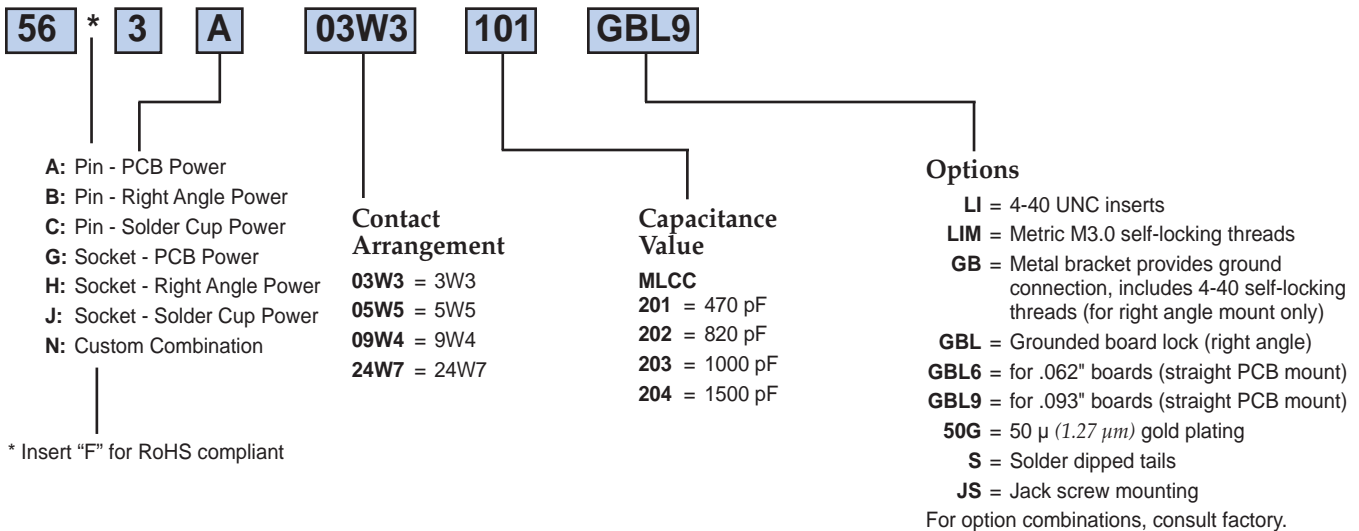 56 * 3 A 03W3 101 GBL9
A: Pin - PCB Power
B: Pin - Right Angle Power
C: Pin - Solder Cup Power
G: Socket - PCB Power
H: Socket - Right Angle Power
J: Socket - Solder Cup Power
N: Custom Combination
* Insert “F” for RoHS compliant
Contact
Arrangement
03W3 = 3W3
05W5 = 5W5
09W4 = 9W4
24W7 = 24W7
Capacitance
Value
MLCC
201 = 470 pF
202 = 820 pF
203 = 1000 pF
204 = 1500 pF
Options
LI = 4-40 UNC inserts
LIM = Metric M3.0 self-locking threads
GB = Metal bracket provides ground
connection, includes 4-40 self-locking
threads (for right angle mount only)
GBL = Grounded board lock (right angle)
GBL6 = for .062" boards (straight PCB mount)
GBL9 = for .093" boards (straight PCB mount)
50G = 50 µ (1.27 µm) gold plating
S = Solder dipped tails
JS = Jack screw mounting
For option combinations, consult factory.